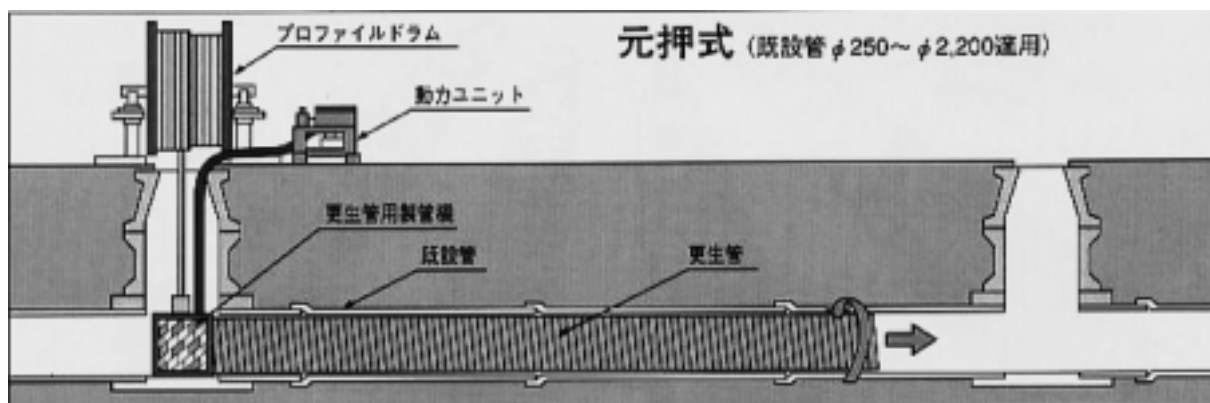 プロファイルドラム
元押式 (既設管φ250～φ2,200適用)
動力ユニット
更生管用製管機
既設管
更生管